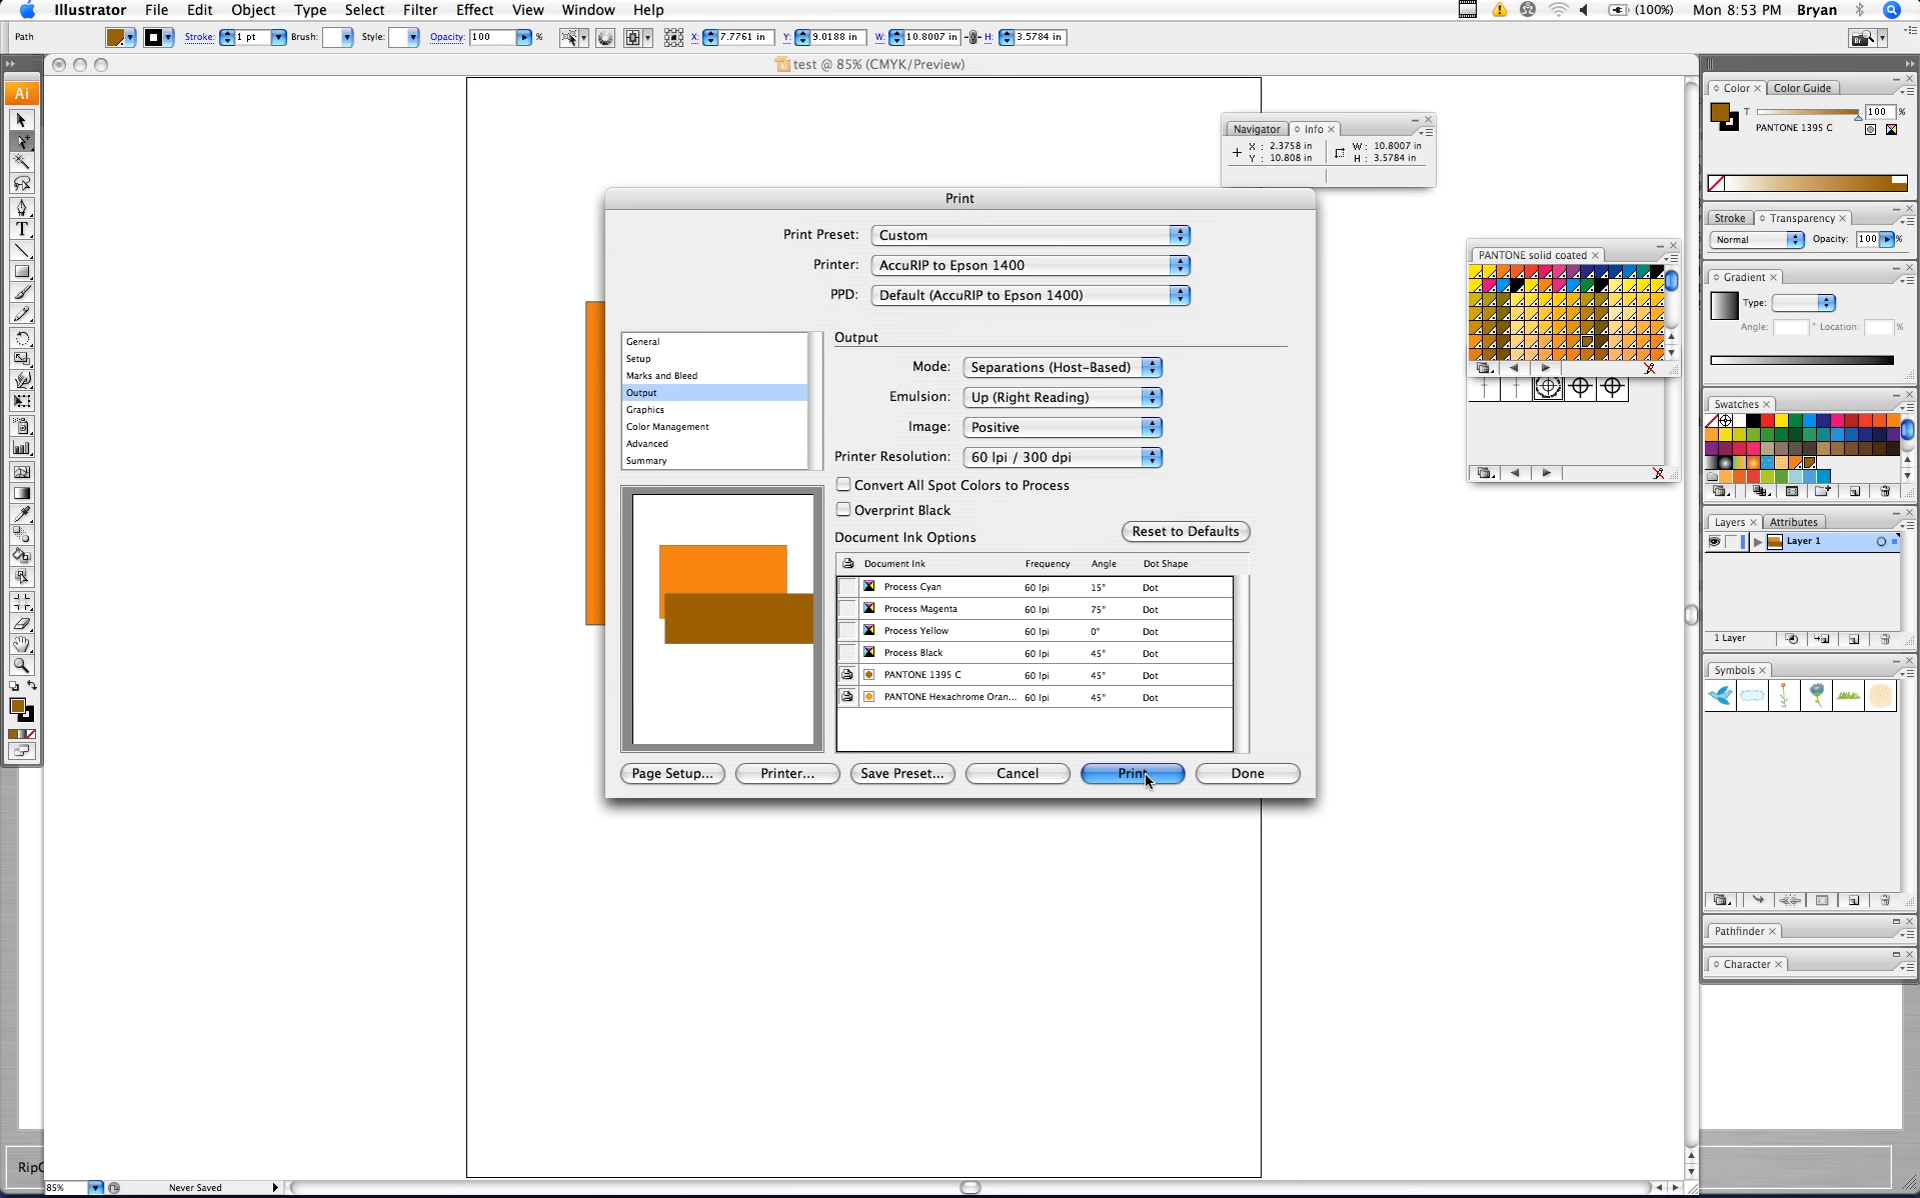 Illustrator File Edit Object Type Select Filter Effect View Window Help (100%) Mon 8:53 PM Bryan
Path Stroke: 1 pt Brush: Style: Opacity: 100 % X: 7.7761 in Y: 9.0188 in W: 10.8007 in H: 3.5784 in
test @ 85% (CMYK/Preview)
Ai
Color Color Guide
T 100 %
PANTONE 1395 C
Navigator Info
X : 2.3758 in W : 10.8007 in
Y : 10.808 in H : 3.5784 in
Print
Print Preset: Custom
Printer: AccuRIP to Epson 1400
PPD: Default (AccuRIP to Epson 1400)
General
Setup
Marks and Bleed
Output
Graphics
Color Management
Advanced
Summary
Output
Mode: Separations (Host-Based)
Emulsion: Up (Right Reading)
Image: Positive
Printer Resolution: 60 lpi / 300 dpi
Convert All Spot Colors to Process
Overprint Black
Document Ink Options Reset to Defaults
Document Ink Frequency Angle Dot Shape
Process Cyan 60 lpi 15° Dot
Process Magenta 60 lpi 75° Dot
Process Yellow 60 lpi 0° Dot
Process Black 60 lpi 45° Dot
PANTONE 1395 C 60 lpi 45° Dot
PANTONE Hexachrome Oran... 60 lpi 45° Dot
Page Setup... Printer... Save Preset... Cancel Print Done
PANTONE solid coated
Stroke Transparency
Normal Opacity: 100 %
Gradient
Type:
Angle: ° Location: %
Swatches
Layers Attributes
Layer 1
1 Layer
Symbols
Pathfinder
Character
RipC
85% Never Saved